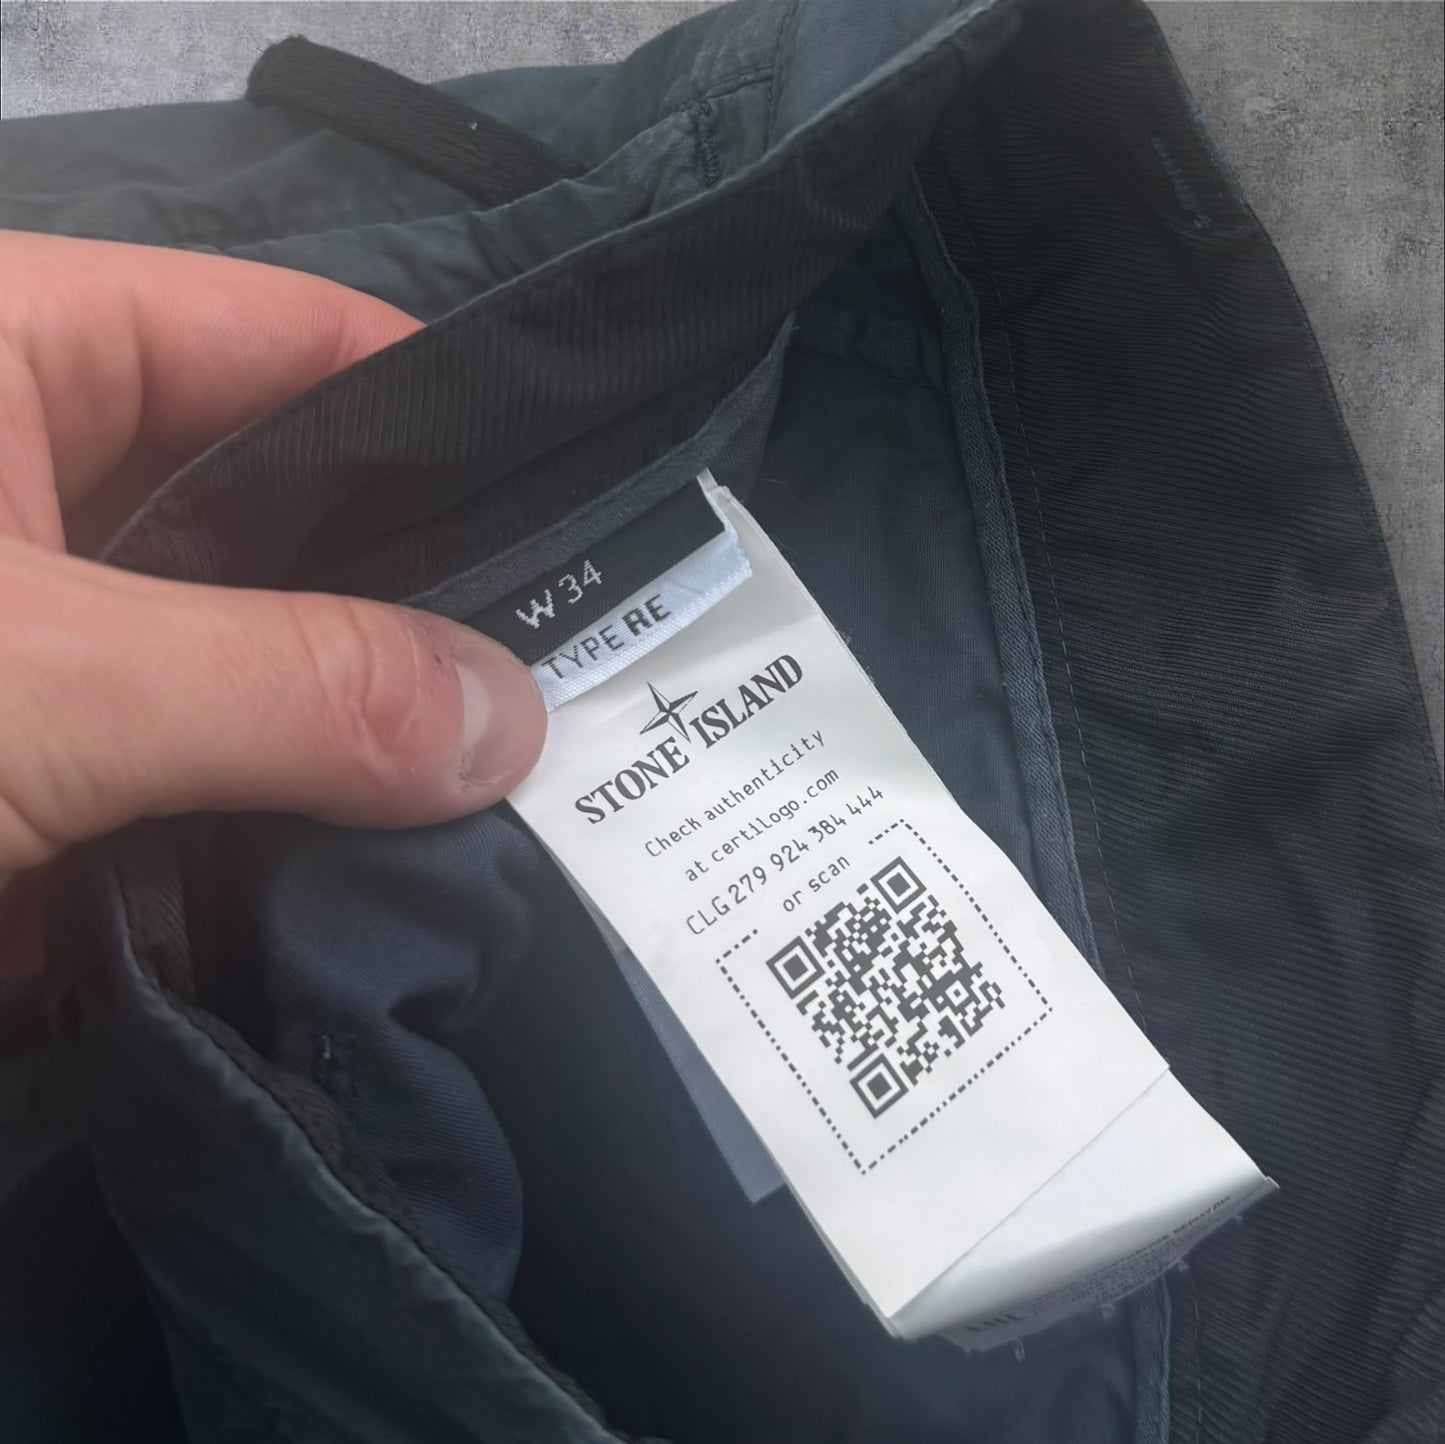 W 34
TYPE RE
STONE ISLAND
Check authenticity
at certilogo.com
CLG 279 924 384 444
or scan